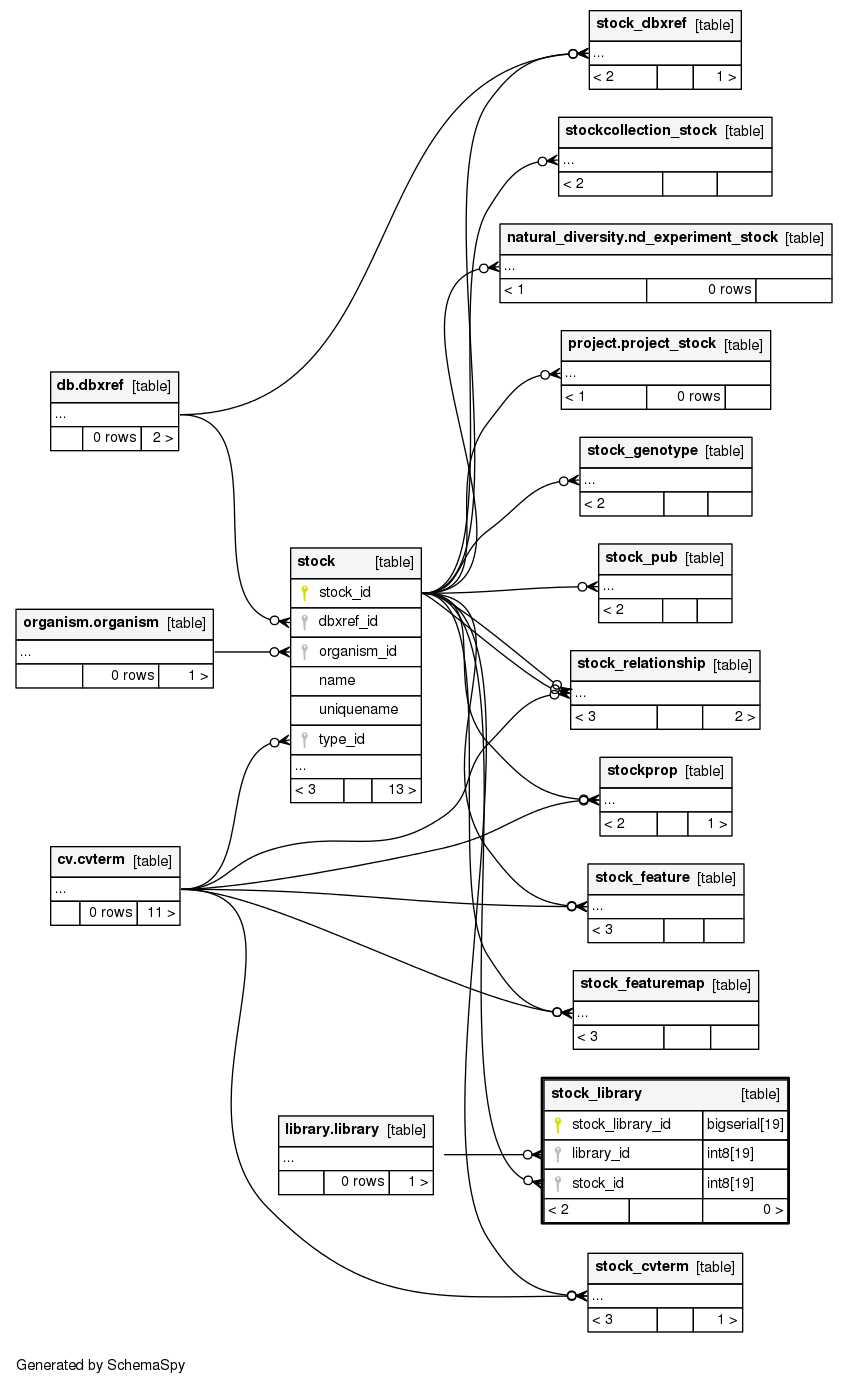 stock_dbxref [table]
...
< 2 1 >
stockcollection_stock [table]
...
< 2
natural_diversity.nd_experiment_stock [table]
...
< 1 0 rows
project.project_stock [table]
...
< 1 0 rows
db.dbxref [table]
...
0 rows 2 >
stock_genotype [table]
...
< 2
stock_pub [table]
...
< 2
stock [table]
stock_id
dbxref_id
organism_id
name
uniquename
type_id
...
< 3 13 >
organism.organism [table]
...
0 rows 1 >
stock_relationship [table]
...
< 3 2 >
stockprop [table]
...
< 2 1 >
cv.cvterm [table]
...
0 rows 11 >
stock_feature [table]
...
< 3
stock_featuremap [table]
...
< 3
stock_library [table]
stock_library_id bigserial[19]
library_id int8[19]
stock_id int8[19]
< 2 0 >
library.library [table]
...
0 rows 1 >
stock_cvterm [table]
...
< 3 1 >
Generated by SchemaSpy